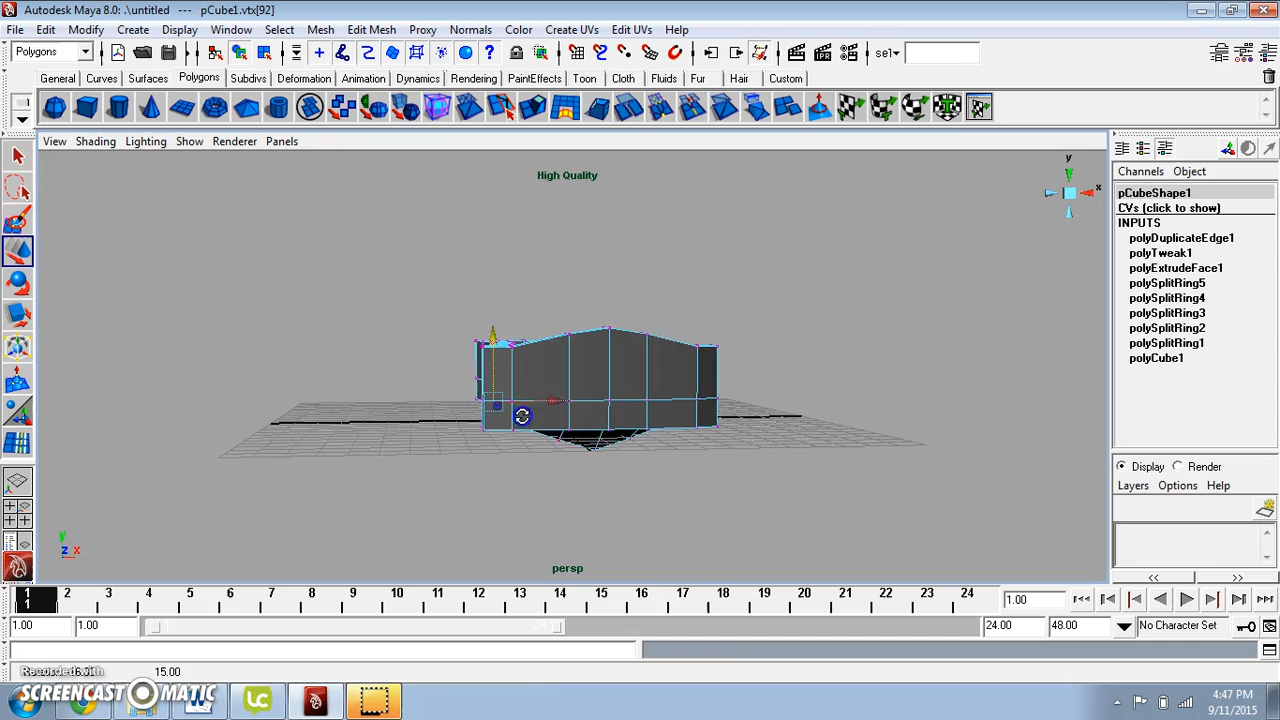 Autodesk Maya 8.0: .\untitled --- pCube1.vtx[92]
File Edit Modify Create Display Window Select Mesh Edit Mesh Proxy Normals Color Create UVs Edit UVs Help
Polygons sel
General Curves Surfaces Polygons Subdivs Deformation Animation Dynamics Rendering PaintEffects Toon Cloth Fluids Fur Hair Custom
IPR
View Shading Lighting Show Renderer Panels
Channels Object
High Quality
y
x
pCubeShape1
CVs (click to show)
INPUTS
polyDuplicateEdge1
polyTweak1
polyExtrudeFace1
polySplitRing5
polySplitRing4
polySplitRing3
polySplitRing2
polySplitRing1
polyCube1
Display Render
Layers Options Help
y
z x
persp
<< >>
1 2 3 4 5 6 7 8 9 10 11 12 13 14 15 16 17 18 19 20 21 22 23 24
1 1.00
1.00 1.00 24.00 48.00 No Character Set
Recorded with 15.00
SCREENCAST-O-MATIC
4:47 PM
9/11/2015